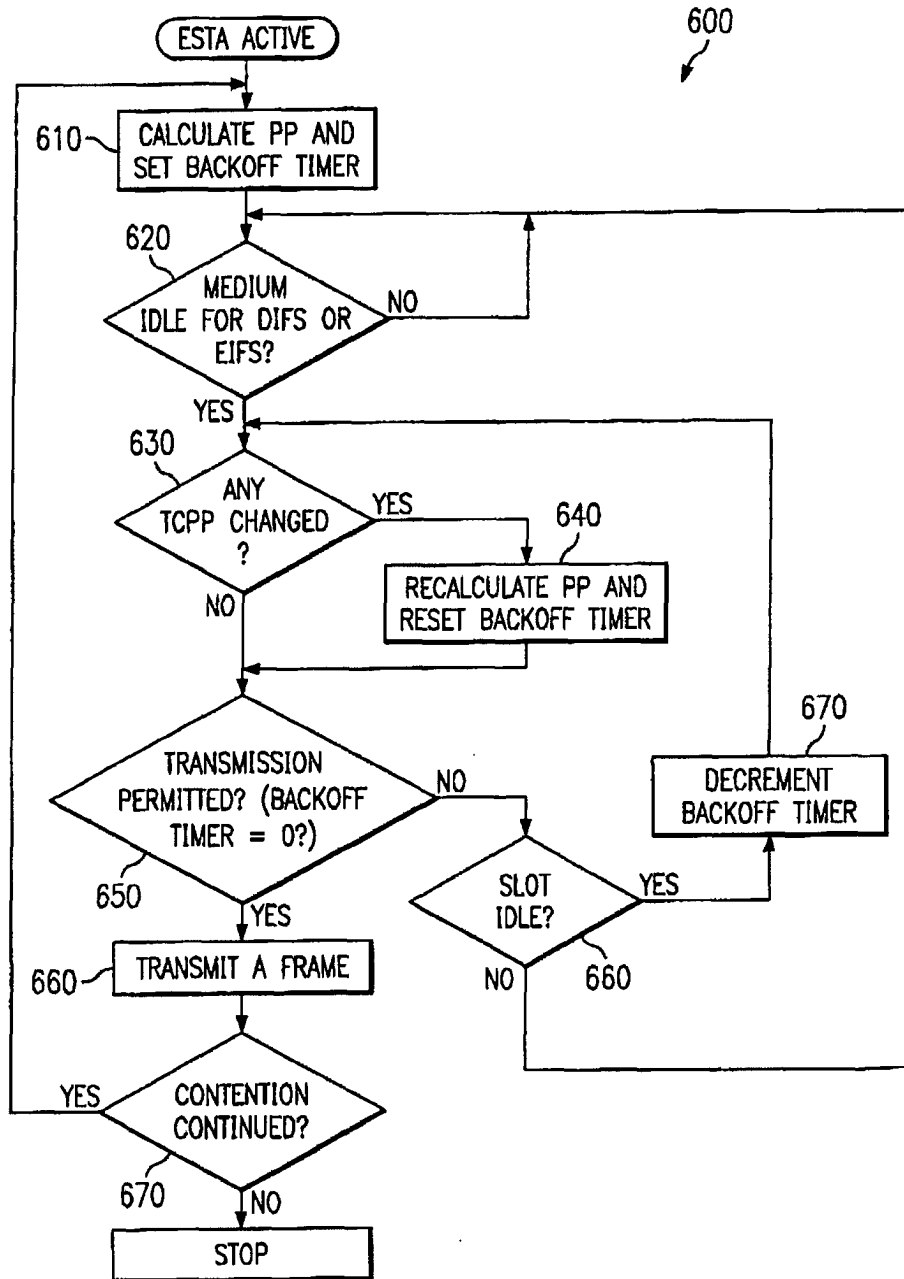 600
ESTA ACTIVE
610
CALCULATE PP AND
SET BACKOFF TIMER
620
MEDIUM
IDLE FOR DIFS OR
EIFS?
NO
YES
630
ANY
TCPP CHANGED
?
YES
NO
640
RECALCULATE PP AND
RESET BACKOFF TIMER
TRANSMISSION
PERMITTED? (BACKOFF
TIMER = 0?)
650
NO
YES
670
DECREMENT
BACKOFF TIMER
SLOT
IDLE?
YES
NO
660
660
TRANSMIT A FRAME
CONTENTION
CONTINUED?
YES
670
NO
STOP